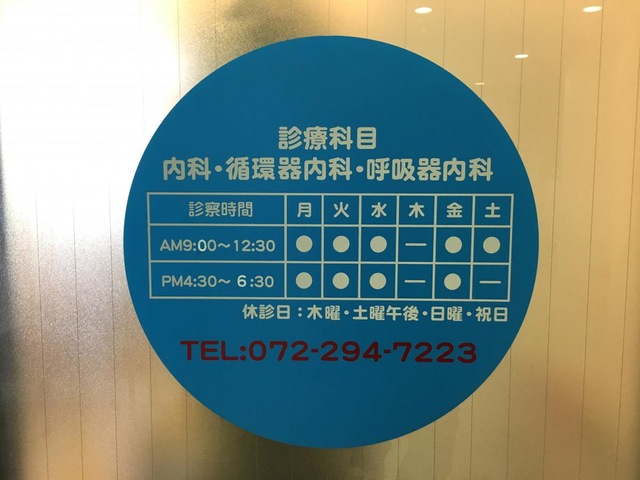 診療科目
内科・循環器内科・呼吸器内科
診察時間 月 火 水 木 金 土
AM9:00～12:30 ● ● ● － ● ●
PM4:30～ 6:30 ● ● ● － ● －
休診日：木曜・土曜午後・日曜・祝日
TEL:072-294-7223